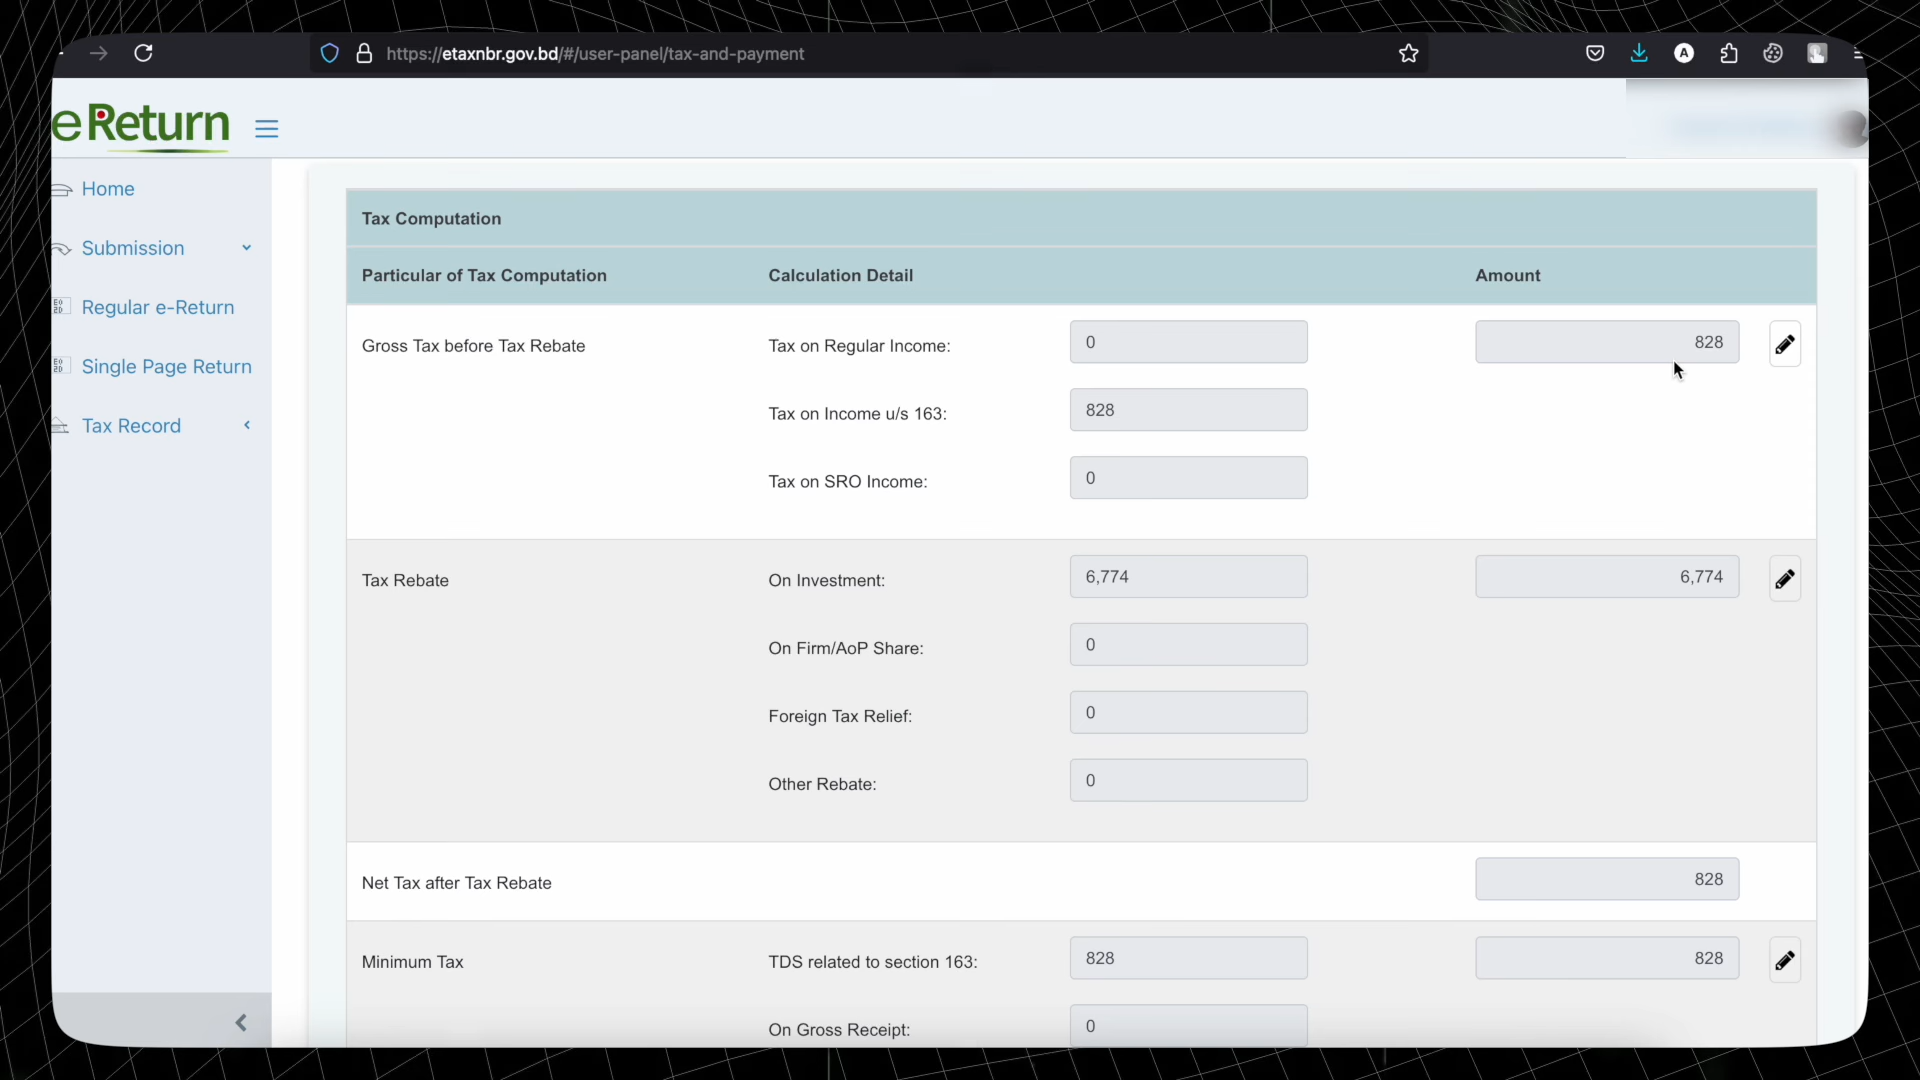 https://etaxnbr.gov.bd/#/user-panel/tax-and-payment
A
e Return
Home
Submission
Regular e-Return
Single Page Return
Tax Record
Tax Computation
Particular of Tax Computation Calculation Detail Amount
Gross Tax before Tax Rebate Tax on Regular Income: 0 828
Tax on Income u/s 163: 828
Tax on SRO Income: 0
Tax Rebate On Investment: 6,774 6,774
On Firm/AoP Share: 0
Foreign Tax Relief: 0
Other Rebate: 0
Net Tax after Tax Rebate 828
Minimum Tax TDS related to section 163: 828 828
On Gross Receipt: 0